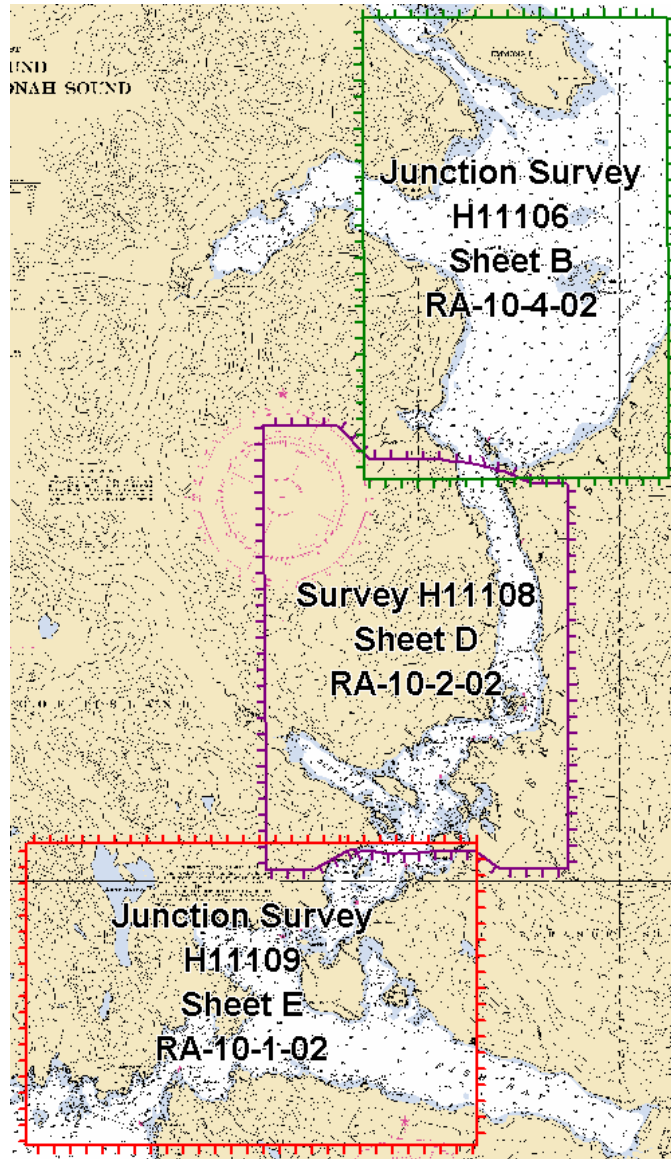 UND
ONAH SOUND
Junction Survey
H11106
Sheet B
RA-10-4-02
Survey H11108
Sheet D
RA-10-2-02
Junction Survey
H11109
Sheet E
RA-10-1-02